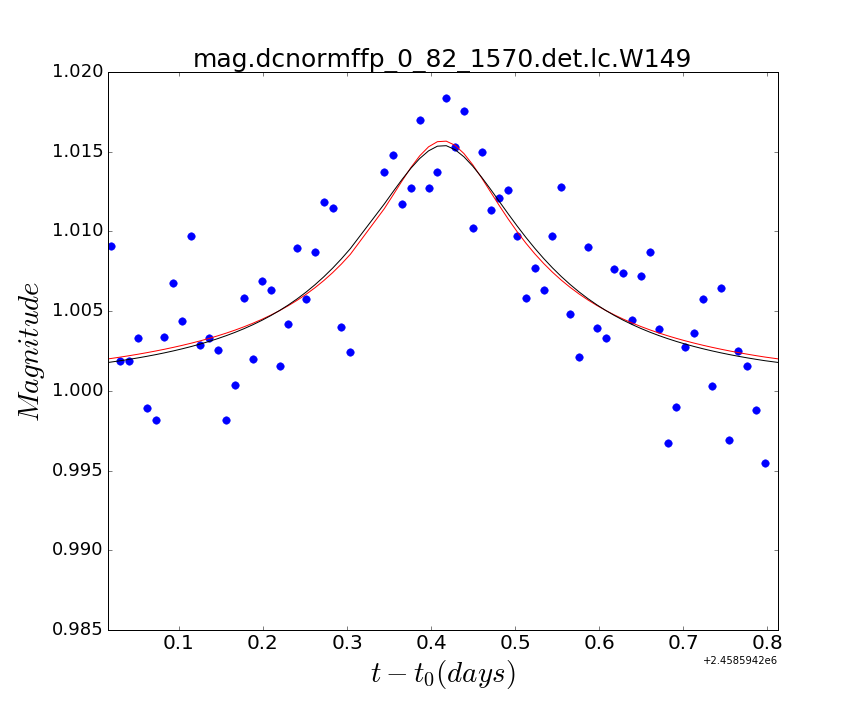 mag.dcnormffp_0_82_1570.det.lc.W149
1.020
1.015
1.010
1.005
1.000
0.995
0.990
0.985
Magnitude
0.1 0.2 0.3 0.4 0.5 0.6 0.7 0.8
+2.4585942e6
t − t₀(days)